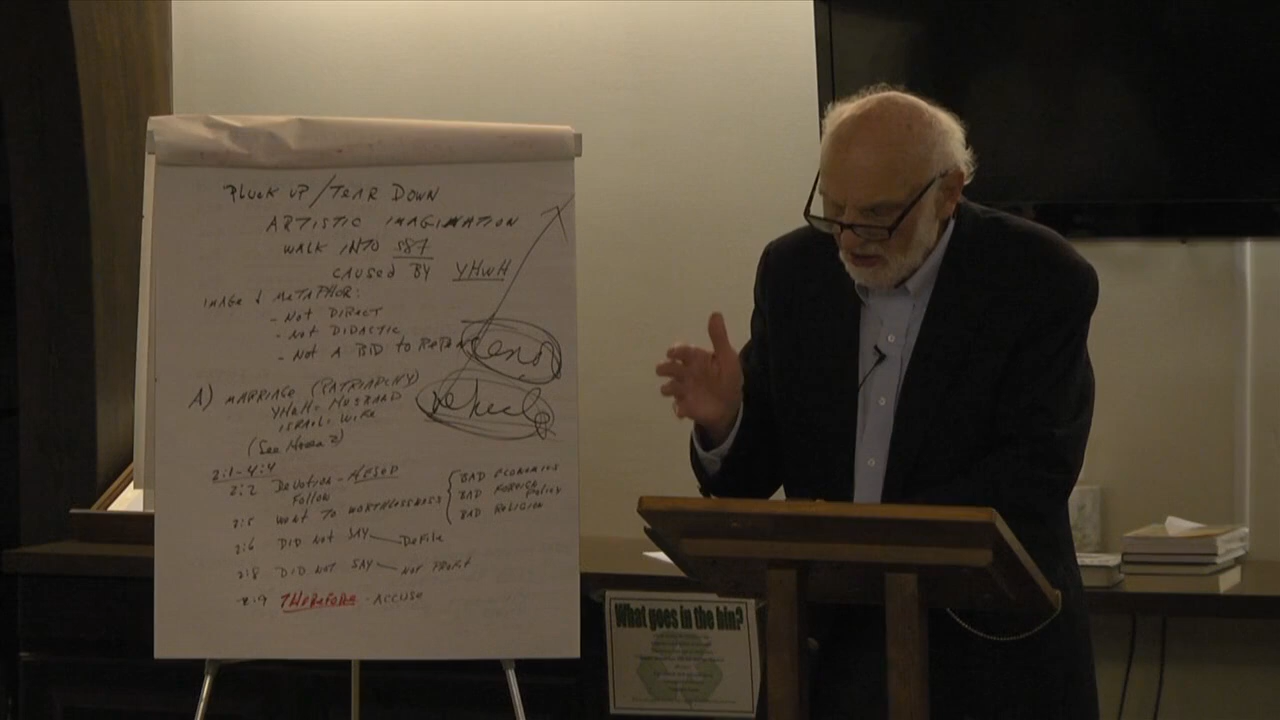 PLUCK UP/TEAR DOWN
ARTISTIC IMAGINATION
WALK INTO 587
CAUSED BY YHWH
IMAGE & METAPHOR:
- NOT DIRECT
- NOT DIDACTIC
- NOT A BID TO REPENT
tenor
vehicle
A) MARRIAGE (PATRIARCHY)
YHWH = HUSBAND
ISRAEL = WIFE
(See Hosea 2)
2:1-4:4
2:2 DEVOTION - HESED
FOLLOW
2:5 WENT TO WORTHLESSNESS { BAD ECONOMICS
BAD FOREIGN POLICY
BAD RELIGION
2:6 DID NOT SAY — DEFILE
2:8 DID NOT SAY — NOT PROFIT
2:9 THEREFORE - ACCUSE
What goes in the bin?